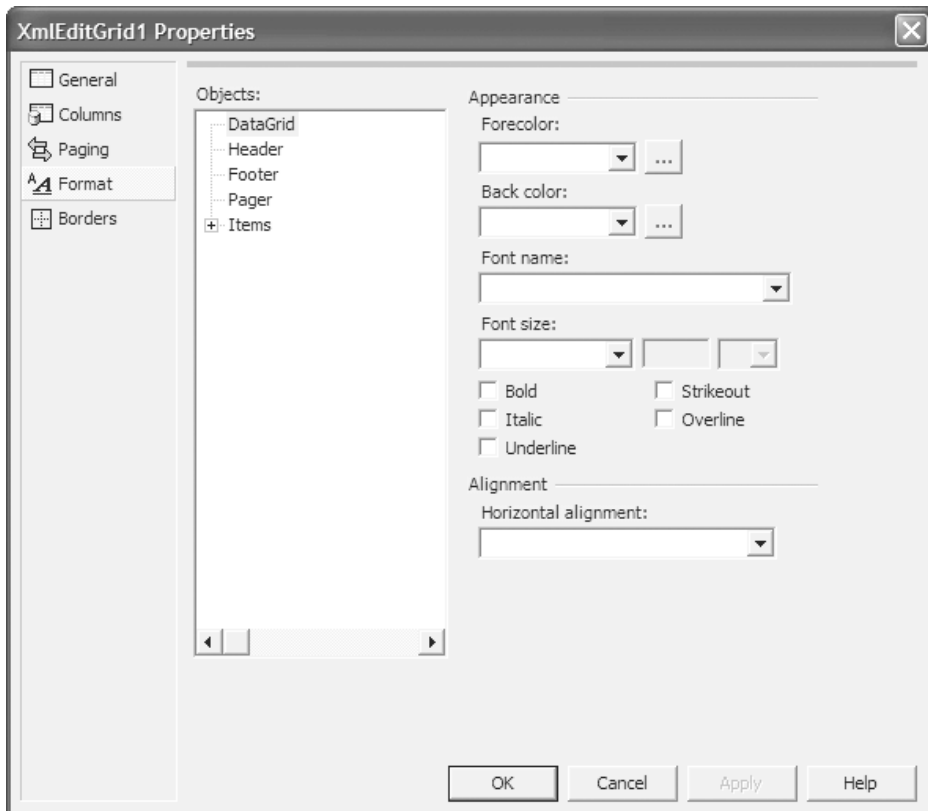 XmlEditGrid1 Properties
General
Columns
Paging
Format
Borders
Objects:
DataGrid
Header
Footer
Pager
Items
Appearance
Forecolor:
...
Back color:
...
Font name:
Font size:
Bold
Strikeout
Italic
Overline
Underline
Alignment
Horizontal alignment:
OK
Cancel
Apply
Help